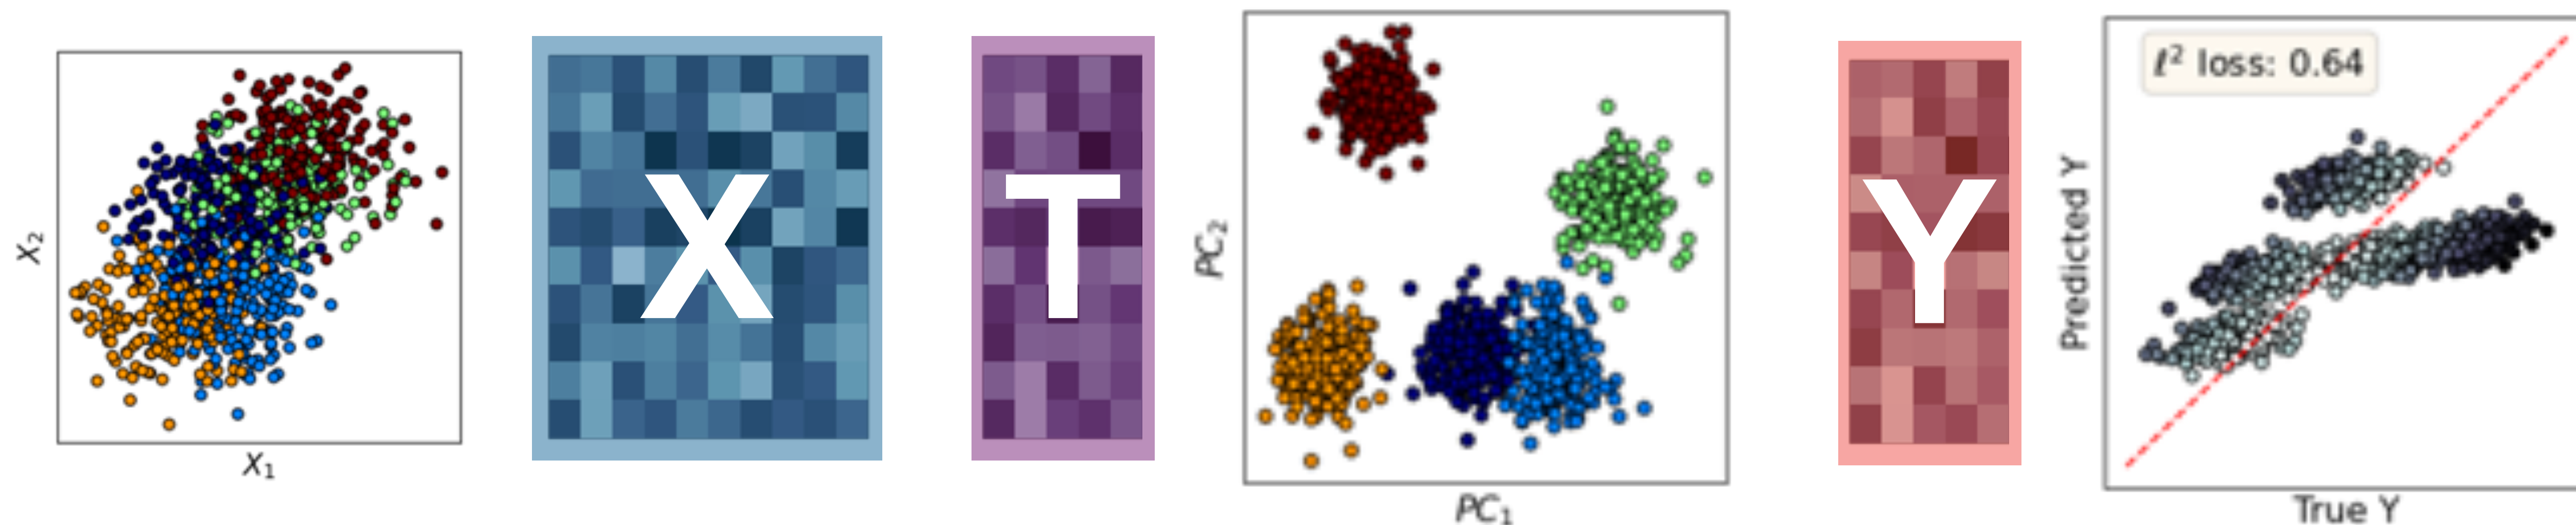 X₂
X₁
X
T
PC₂
PC₁
Y
ℓ² loss: 0.64
Predicted Y
True Y